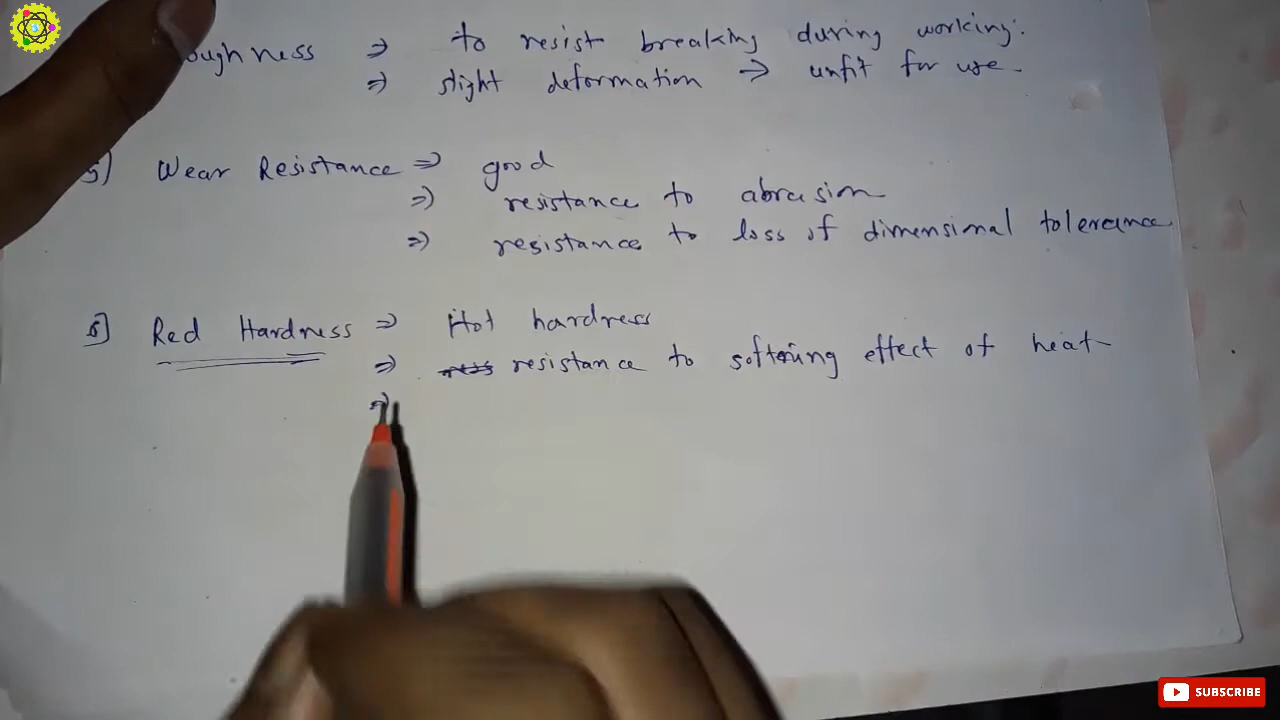 oughness ⇒ to resist breaking during working.
⇒ slight deformation → unfit for use.
5) Wear Resistance ⇒ good
⇒ resistance to abrasion
⇒ resistance to loss of dimensional tolerance
6] Red Hardness ⇒ Hot hardness
⇒ resistance to softening effect of heat
⇒
SUBSCRIBE